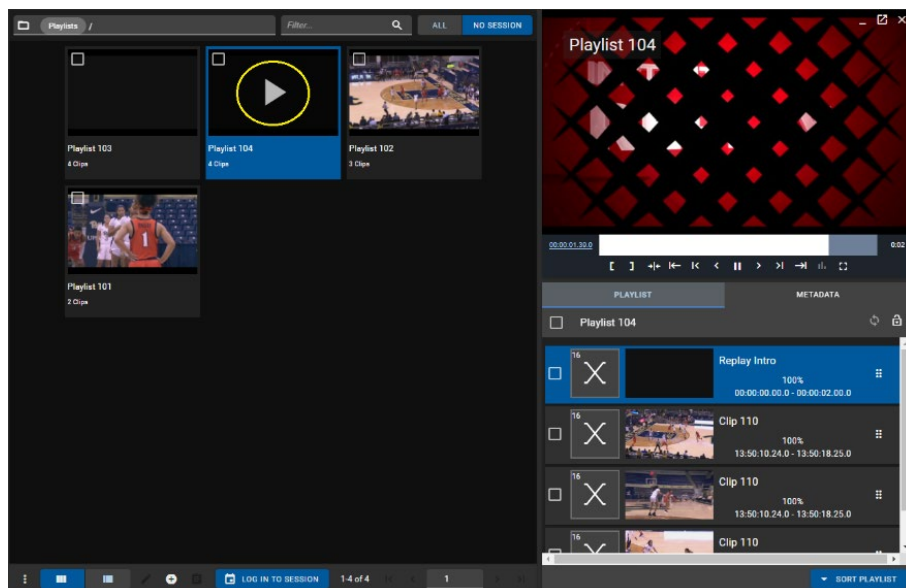 Playlists /
Filter...
ALL
NO SESSION
Playlist 103
4 Clips
Playlist 104
4 Clips
Playlist 102
3 Clips
Playlist 101
2 Clips
LOG IN TO SESSION
1-4 of 4
1
Playlist 104
00:00:01.39.0
0:02
PLAYLIST
METADATA
Playlist 104
16
Replay Intro
100%
00:00:00.00.0 - 00:00:02.00.0
16
Clip 110
100%
13:50:10.24.0 - 13:50:18.25.0
16
Clip 110
100%
13:50:10.24.0 - 13:50:18.25.0
16
Clip 110
SORT PLAYLIST